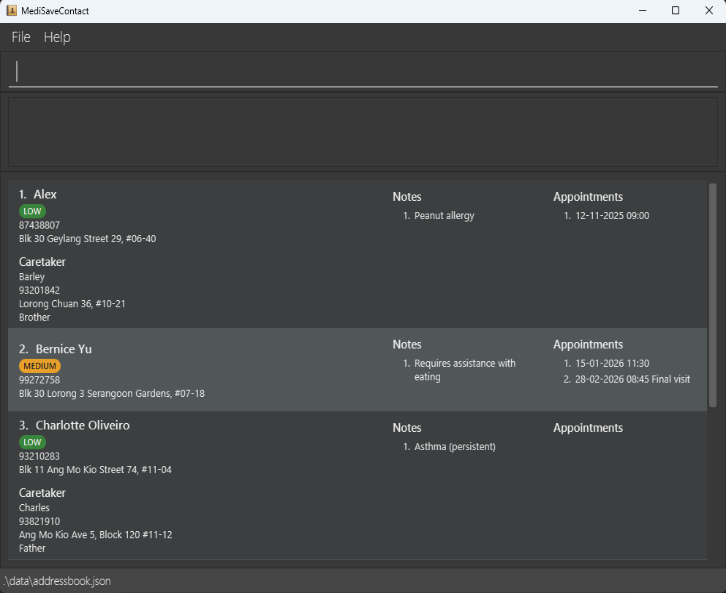 MediSaveContact
File Help
1. Alex
LOW
87438807
Blk 30 Geylang Street 29, #06-40
Caretaker
Barley
93201842
Lorong Chuan 36, #10-21
Brother
Notes
1. Peanut allergy
Appointments
1. 12-11-2025 09:00
2. Bernice Yu
MEDIUM
99272758
Blk 30 Lorong 3 Serangoon Gardens, #07-18
Notes
1. Requires assistance with
eating
Appointments
1. 15-01-2026 11:30
2. 28-02-2026 08:45 Final visit
3. Charlotte Oliveiro
LOW
93210283
Blk 11 Ang Mo Kio Street 74, #11-04
Caretaker
Charles
93821910
Ang Mo Kio Ave 5, Block 120 #11-12
Father
Notes
1. Asthma (persistent)
Appointments
.\data\addressbook.json